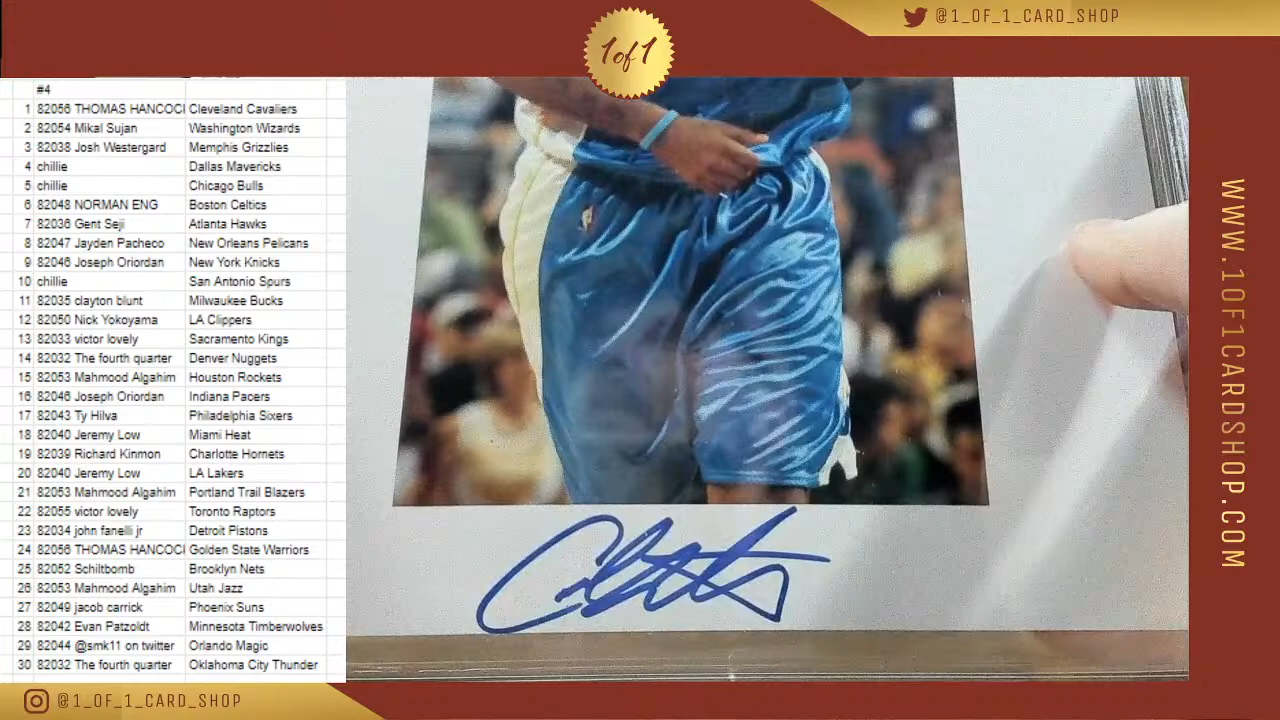 @1_OF_1_CARD_SHOP
1of1
#4
1 82056 THOMAS HANCOCK Cleveland Cavaliers
2 82054 Mikal Sujan Washington Wizards
3 82038 Josh Westergard Memphis Grizzlies
4 chillie Dallas Mavericks
5 chillie Chicago Bulls
6 82048 NORMAN ENG Boston Celtics
7 82036 Gent Seji Atlanta Hawks
8 82047 Jayden Pacheco New Orleans Pelicans
9 82046 Joseph Oriordan New York Knicks
10 chillie San Antonio Spurs
11 82035 clayton blunt Milwaukee Bucks
12 82050 Nick Yokoyama LA Clippers
13 82033 victor lovely Sacramento Kings
14 82032 The fourth quarter Denver Nuggets
15 82053 Mahmood Algahim Houston Rockets
16 82046 Joseph Oriordan Indiana Pacers
17 82043 Ty Hilva Philadelphia Sixers
18 82040 Jeremy Low Miami Heat
19 82039 Richard Kinmon Charlotte Hornets
20 82040 Jeremy Low LA Lakers
21 82053 Mahmood Algahim Portland Trail Blazers
22 82055 victor lovely Toronto Raptors
23 82034 john fanelli jr Detroit Pistons
24 82056 THOMAS HANCOCK Golden State Warriors
25 82052 Schiltbomb Brooklyn Nets
26 82053 Mahmood Algahim Utah Jazz
27 82049 jacob carrick Phoenix Suns
28 82042 Evan Patzoldt Minnesota Timberwolves
29 82044 @smk11 on twitter Orlando Magic
30 82032 The fourth quarter Oklahoma City Thunder
WWW.1OF1CARDSHOP.COM
@1_OF_1_CARD_SHOP